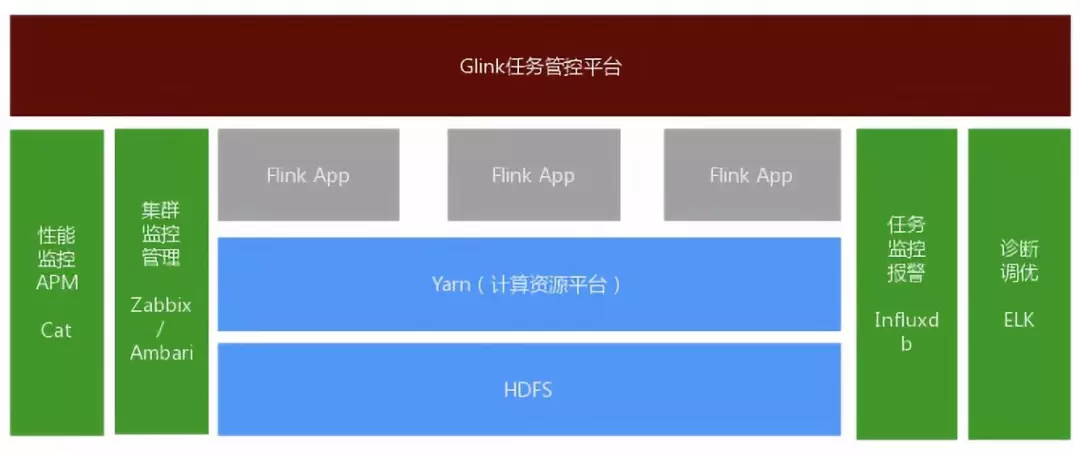 Glink任务管控平台
性能
监控
APM
Cat
集群
监控
管理
Zabbix
/
Ambari
Flink App
Flink App
Flink App
Yarn（计算资源平台）
HDFS
任务
监控
报警
Influxd
b
诊断
调优
ELK